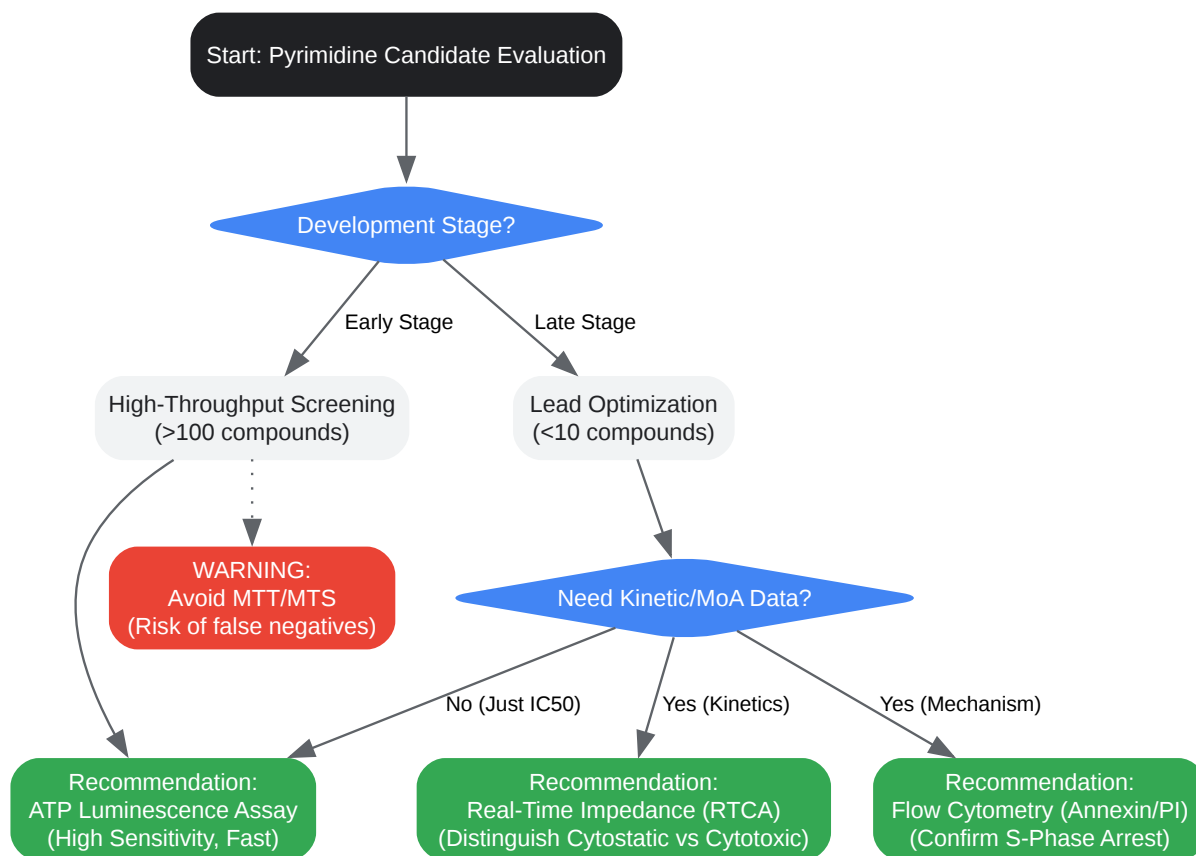 Start: Pyrimidine Candidate Evaluation
Development Stage?
Early Stage
Late Stage
High-Throughput Screening
(>100 compounds)
Lead Optimization
(<10 compounds)
WARNING:
Avoid MTT/MTS
(Risk of false negatives)
Need Kinetic/MoA Data?
No (Just IC50)
Yes (Kinetics)
Yes (Mechanism)
Recommendation:
ATP Luminescence Assay
(High Sensitivity, Fast)
Recommendation:
Real-Time Impedance (RTCA)
(Distinguish Cytostatic vs Cytotoxic)
Recommendation:
Flow Cytometry (Annexin/PI)
(Confirm S-Phase Arrest)